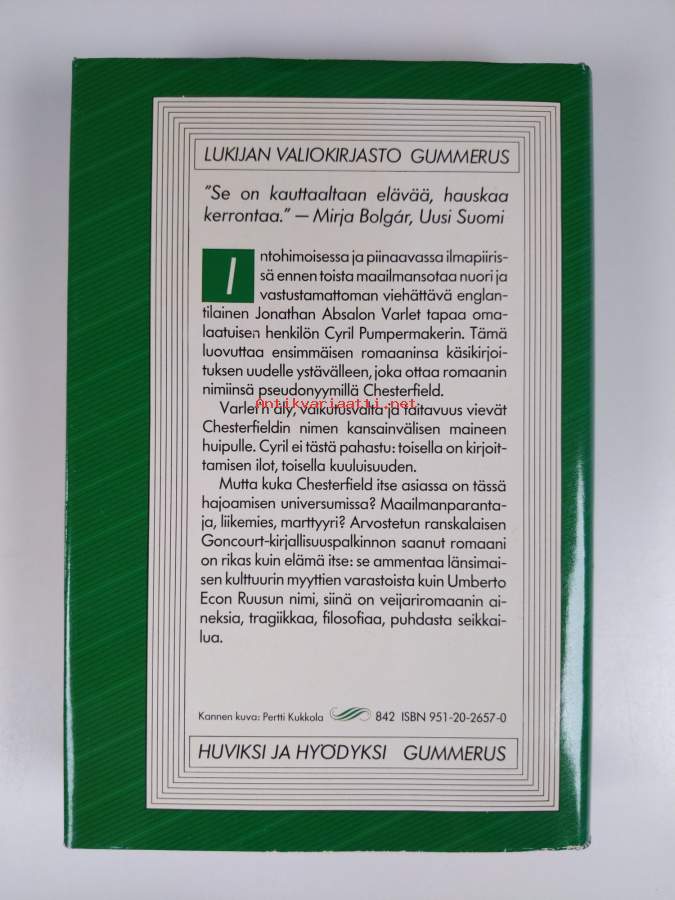 LUKIJAN VALIOKIRJASTO GUMMERUS
"Se on kauttaaltaan elävää, hauskaa
kerrontaa." — Mirja Bolgár, Uusi Suomi
Intohimoisessa ja piinaavassa ilmapiiris-
sä ennen toista maailmansotaa nuori ja
vastustamattoman viehättävä englan-
tilainen Jonathan Absalon Varlet tapaa oma-
laatuisen henkilön Cyril Pumpermakerin. Tämä
luovuttaa ensimmäisen romaaninsa käsikirjoi-
tuksen uudelle ystävälleen, joka ottaa romaanin
nimiinsä pseudonyymillä Chesterfield.
Antikvariaatti.net
Varlet'n äly, vaikutusvalta ja taitavuus vievät
Chesterfieldin nimen kansainvälisen maineen
huipulle. Cyril ei tästä pahastu: toisella on kirjoit-
tamisen ilot, toisella kuuluisuuden.
Mutta kuka Chesterfield itse asiassa on tässä
hajoamisen universumissa? Maailmanparanta-
ja, liikemies, marttyyri? Arvostetun ranskalaisen
Goncourt-kirjallisuuspalkinnon saanut romaani
on rikas kuin elämä itse: se ammentaa länsimai-
sen kulttuurin myyttien varastoista kuin Umberto
Econ Ruusun nimi, siinä on veijariromaanin ai-
neksia, tragiikkaa, filosofiaa, puhdasta seikkai-
lua.
Kannen kuva: Pertti Kukkola 842 ISBN 951-20-2657-0
HUVIKSI JA HYÖDYKSI GUMMERUS